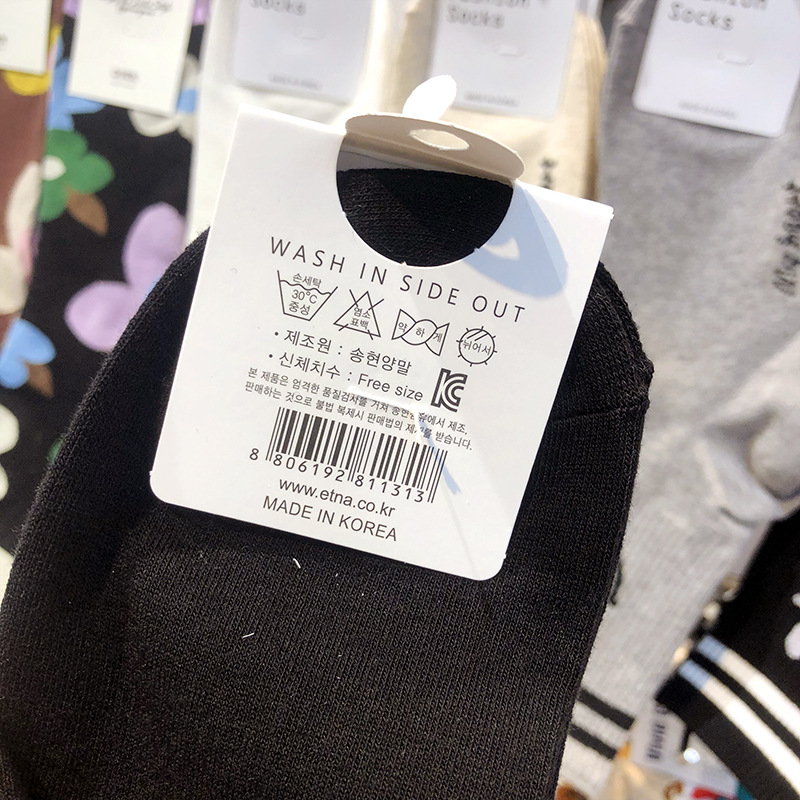 Socks
Socks
Socks
WASH IN SIDE OUT
손세탁
30℃
중성
염소
표백
약하게
뉘어서
• 제조원 : 송현양말
• 신체치수 : Free size
본 제품은 엄격한 품질검사를 거쳐 송현양말에서 제조,
판매하는 것으로 불법 복제시 판매법의 제재를 받습니다.
8 806192 811313
www.etna.co.kr
MADE IN KOREA